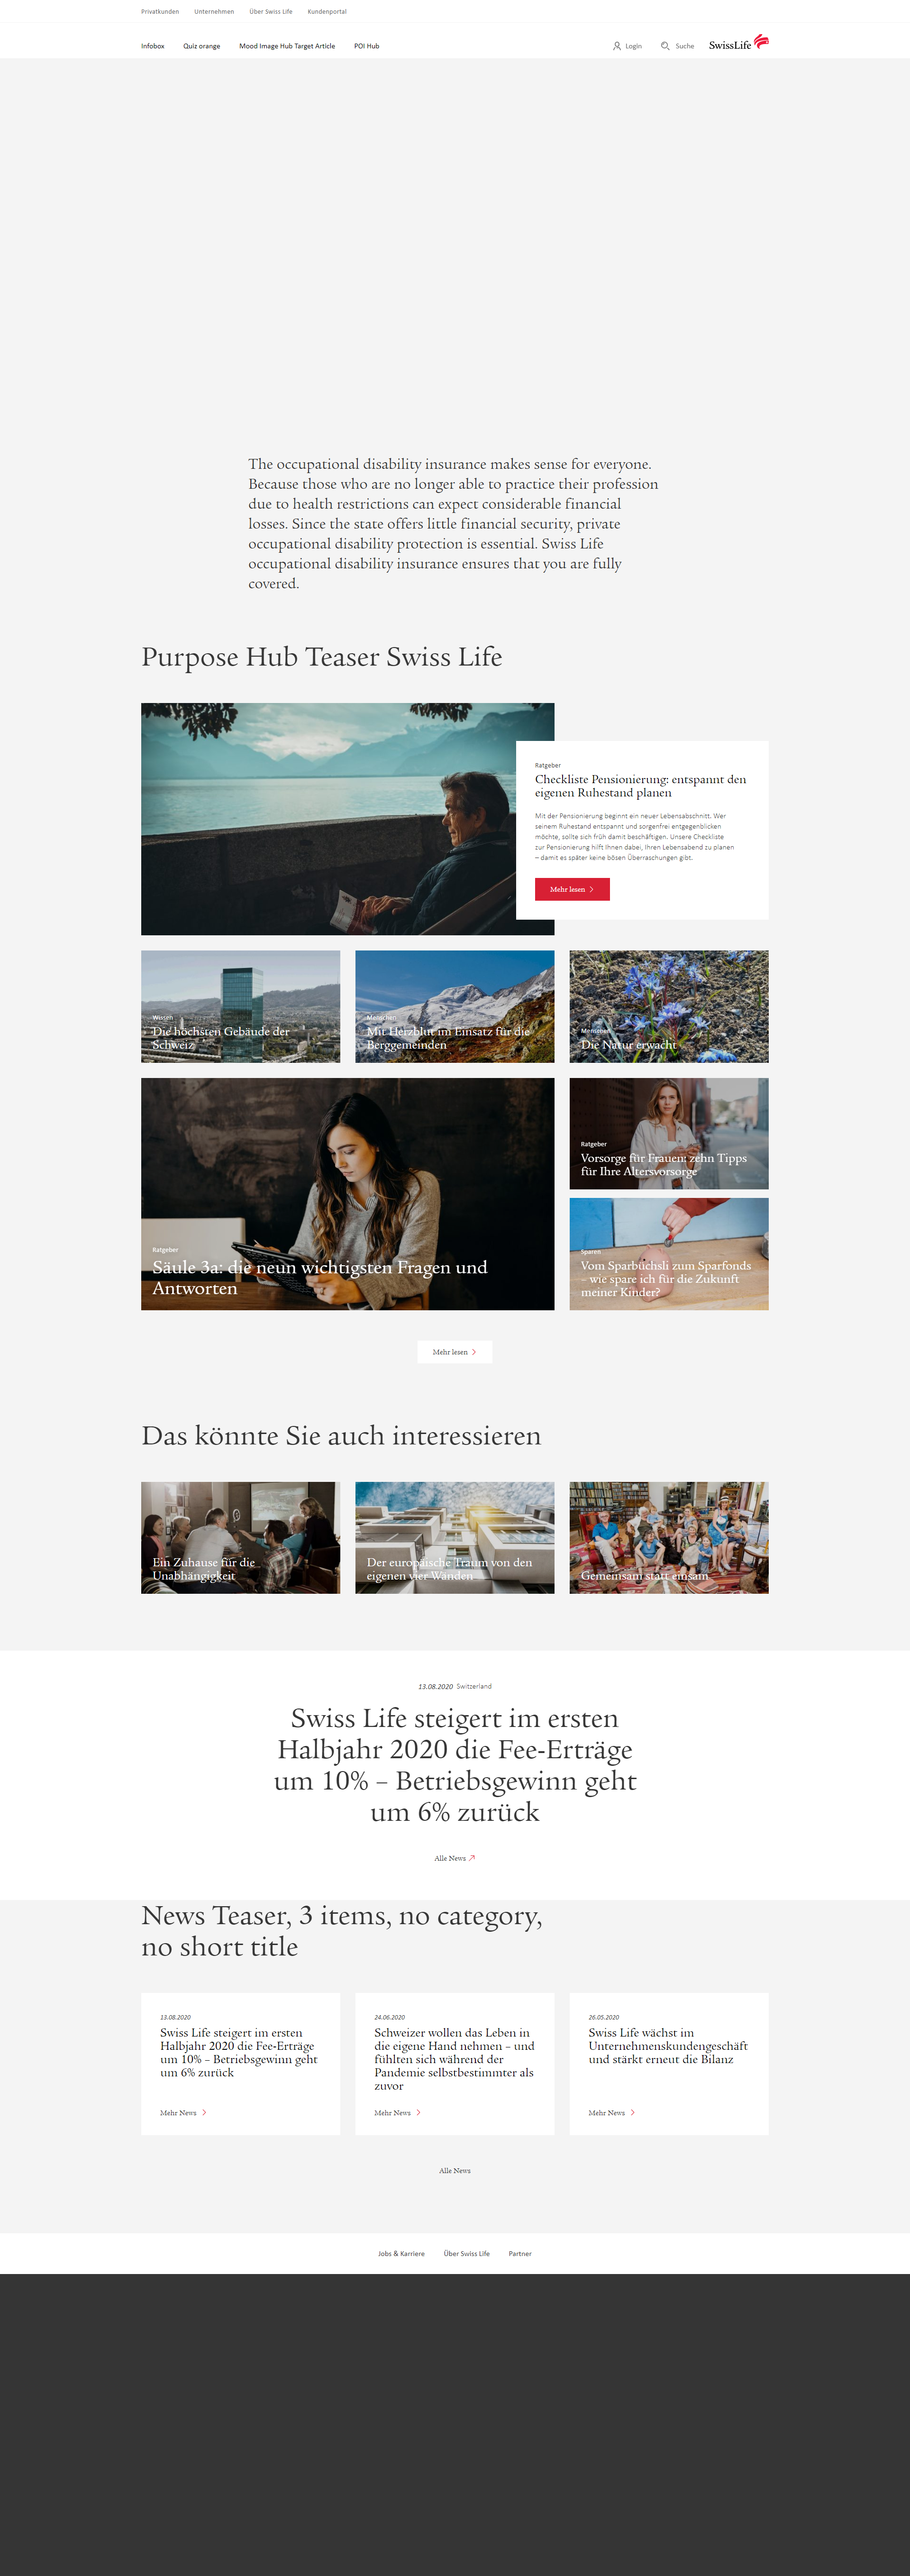 Privatkunden Unternehmen Über Swiss Life Kundenportal
Infobox Quiz orange Mood Image Hub Target Article POI Hub Login Suche SwissLife
The occupational disability insurance makes sense for everyone.
Because those who are no longer able to practice their profession
due to health restrictions can expect considerable financial
losses. Since the state offers little financial security, private
occupational disability protection is essential. Swiss Life
occupational disability insurance ensures that you are fully
covered.
Purpose Hub Teaser Swiss Life
Ratgeber
Checkliste Pensionierung: entspannt den
eigenen Ruhestand planen
Mit der Pensionierung beginnt ein neuer Lebensabschnitt. Wer
seinem Ruhestand entspannt und sorgenfrei entgegenblicken
möchte, sollte sich früh damit beschäftigen. Unsere Checkliste
zur Pensionierung hilft Ihnen dabei, Ihren Lebensabend zu planen
– damit es später keine bösen Überraschungen gibt.
Mehr lesen
Wissen
Die höchsten Gebäude der
Schweiz
Menschen
Mit Herzblut im Einsatz für die
Berggemeinden
Menschen
Die Natur erwacht
Ratgeber
Säule 3a: die neun wichtigsten Fragen und
Antworten
Ratgeber
Vorsorge für Frauen: zehn Tipps
für Ihre Altersvorsorge
Sparen
Vom Sparbüchsli zum Sparfonds
– wie spare ich für die Zukunft
meiner Kinder?
Mehr lesen
Das könnte Sie auch interessieren
Ein Zuhause für die
Unabhängigkeit
Der europäische Traum von den
eigenen vier Wänden
Gemeinsam statt einsam
13.08.2020 Switzerland
Swiss Life steigert im ersten
Halbjahr 2020 die Fee-Erträge
um 10% – Betriebsgewinn geht
um 6% zurück
Alle News
News Teaser, 3 items, no category,
no short title
13.08.2020
Swiss Life steigert im ersten
Halbjahr 2020 die Fee-Erträge
um 10% – Betriebsgewinn geht
um 6% zurück
Mehr News
24.06.2020
Schweizer wollen das Leben in
die eigene Hand nehmen – und
fühlten sich während der
Pandemie selbstbestimmter als
zuvor
Mehr News
26.05.2020
Swiss Life wächst im
Unternehmenskundengeschäft
und stärkt erneut die Bilanz
Mehr News
Alle News
Jobs & Karriere Über Swiss Life Partner